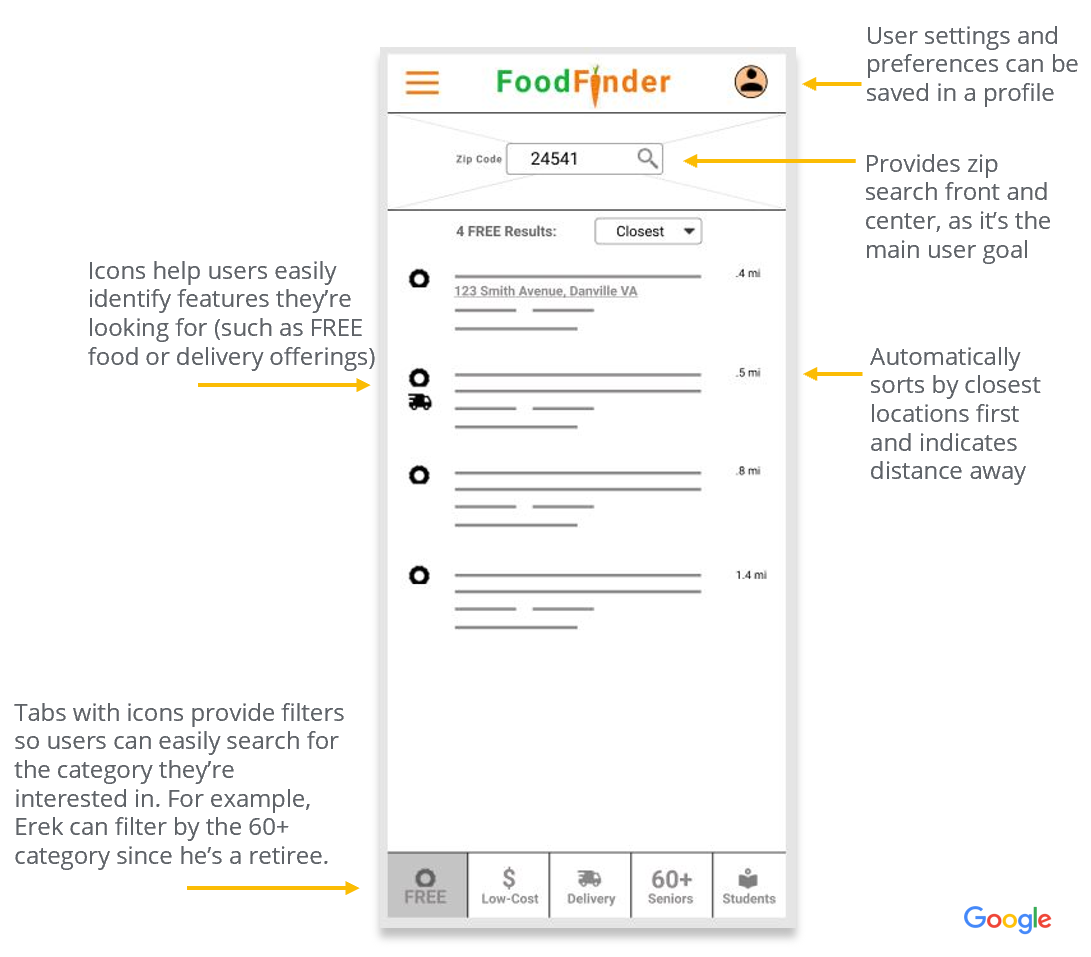 User settings and
preferences can be
saved in a profile
FoodFinder
Zip Code
24541
Provides zip
search front and
center, as it’s the
main user goal
4 FREE Results:
Closest
.4 mi
123 Smith Avenue, Danville VA
Icons help users easily
identify features they’re
looking for (such as FREE
food or delivery offerings)
.5 mi
Automatically
sorts by closest
locations first
and indicates
distance away
.8 mi
1.4 mi
Tabs with icons provide filters
so users can easily search for
the category they’re
interested in. For example,
Erek can filter by the 60+
category since he’s a retiree.
FREE
$
Low-Cost
Delivery
60+
Seniors
Students
Google